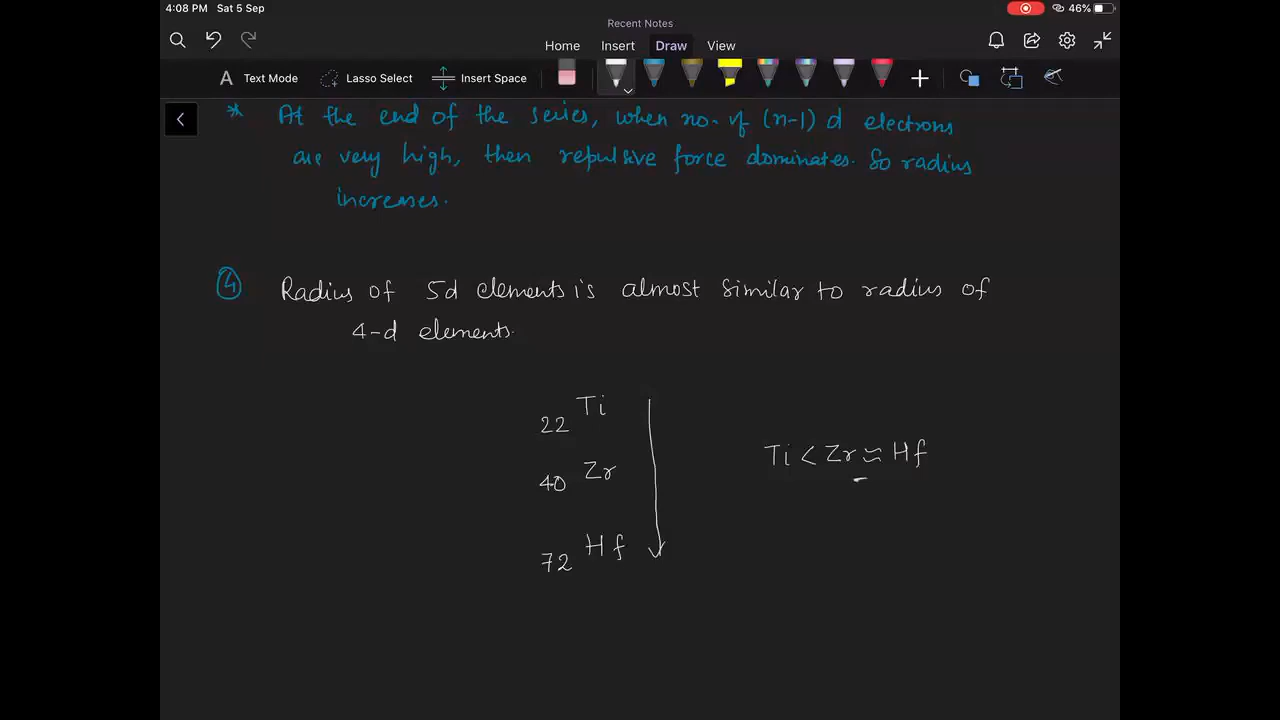 4:08 PM Sat 5 Sep
46%
Recent Notes
Home Insert Draw View
A Text Mode Lasso Select Insert Space
* At the end of the series, when no. of (n-1) d electrons
are very high, then repulsive force dominates. So radius
increases.
4 Radius of 5d elements is almost similar to radius of
4-d elements.
22 Ti
40 Zr
Ti < Zr ≈ Hf
72 Hf